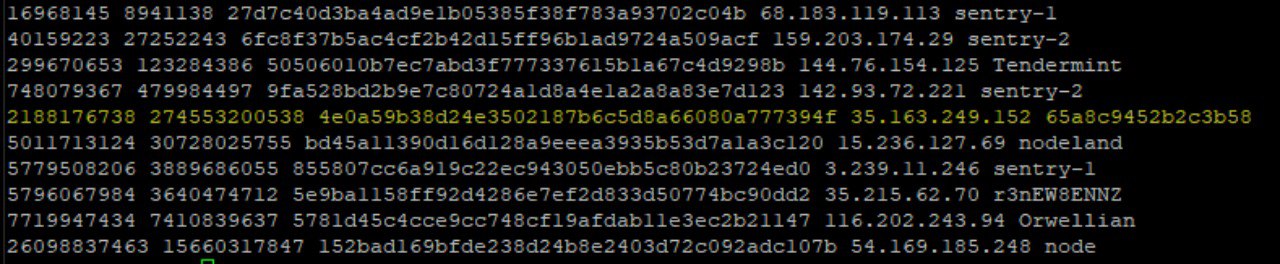 16968145 8941138 27d7c40d3ba4ad9e1b05385f38f783a93702c04b 68.183.119.113 sentry-1
40159223 27252243 6fc8f37b5ac4cf2b42d15ff96b1ad9724a509acf 159.203.174.29 sentry-2
299670653 123284386 50506010b7ec7abd3f777337615b1a67c4d9298b 144.76.154.125 Tendermint
748079367 479984497 9fa528bd2b9e7c80724a1d8a4e1a2a8a83e7d123 142.93.72.221 sentry-2
2188176738 274553200538 4e0a59b38d24e3502187b6c5d8a66080a777394f 35.163.249.152 65a8c9452b2c3b58
5011713124 30728025755 bd45a11390d16d128a9eeea3935b53d7a1a3c120 15.236.127.69 nodeland
5779508206 3889686055 855807cc6a919c22ec943050ebb5c80b23724ed0 3.239.11.246 sentry-1
5796067984 3640474712 5e9ba1158ff92d4286e7ef2d833d50774bc90dd2 35.215.62.70 r3nEW8ENNZ
7719947434 7410839637 5781d45c4cce9cc748cf19afdab11e3ec2b21147 116.202.243.94 Orwellian
26098837463 15660317847 152bad169bfde238d24b8e2403d72c092adc107b 54.169.185.248 node